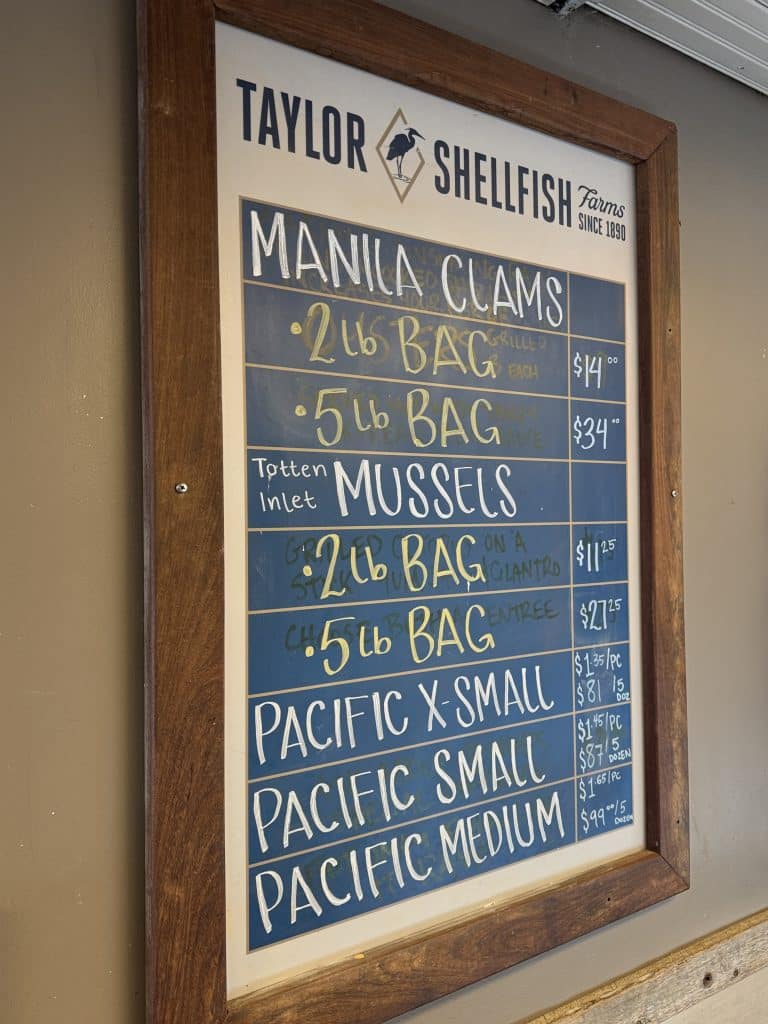 TAYLOR SHELLFISH Farms
SINCE 1890
MANILA CLAMS
•2 lb BAG $14.00
•5 lb BAG $34.00
Totten Inlet MUSSELS
•2 lb BAG $11.25
•5 lb BAG $27.25
PACIFIC X-SMALL $1.35/PC
$81/5 DOZ
PACIFIC SMALL $1.45/PC
$87/5 DOZEN
PACIFIC MEDIUM $1.65/PC
$99.00/5 DOZEN